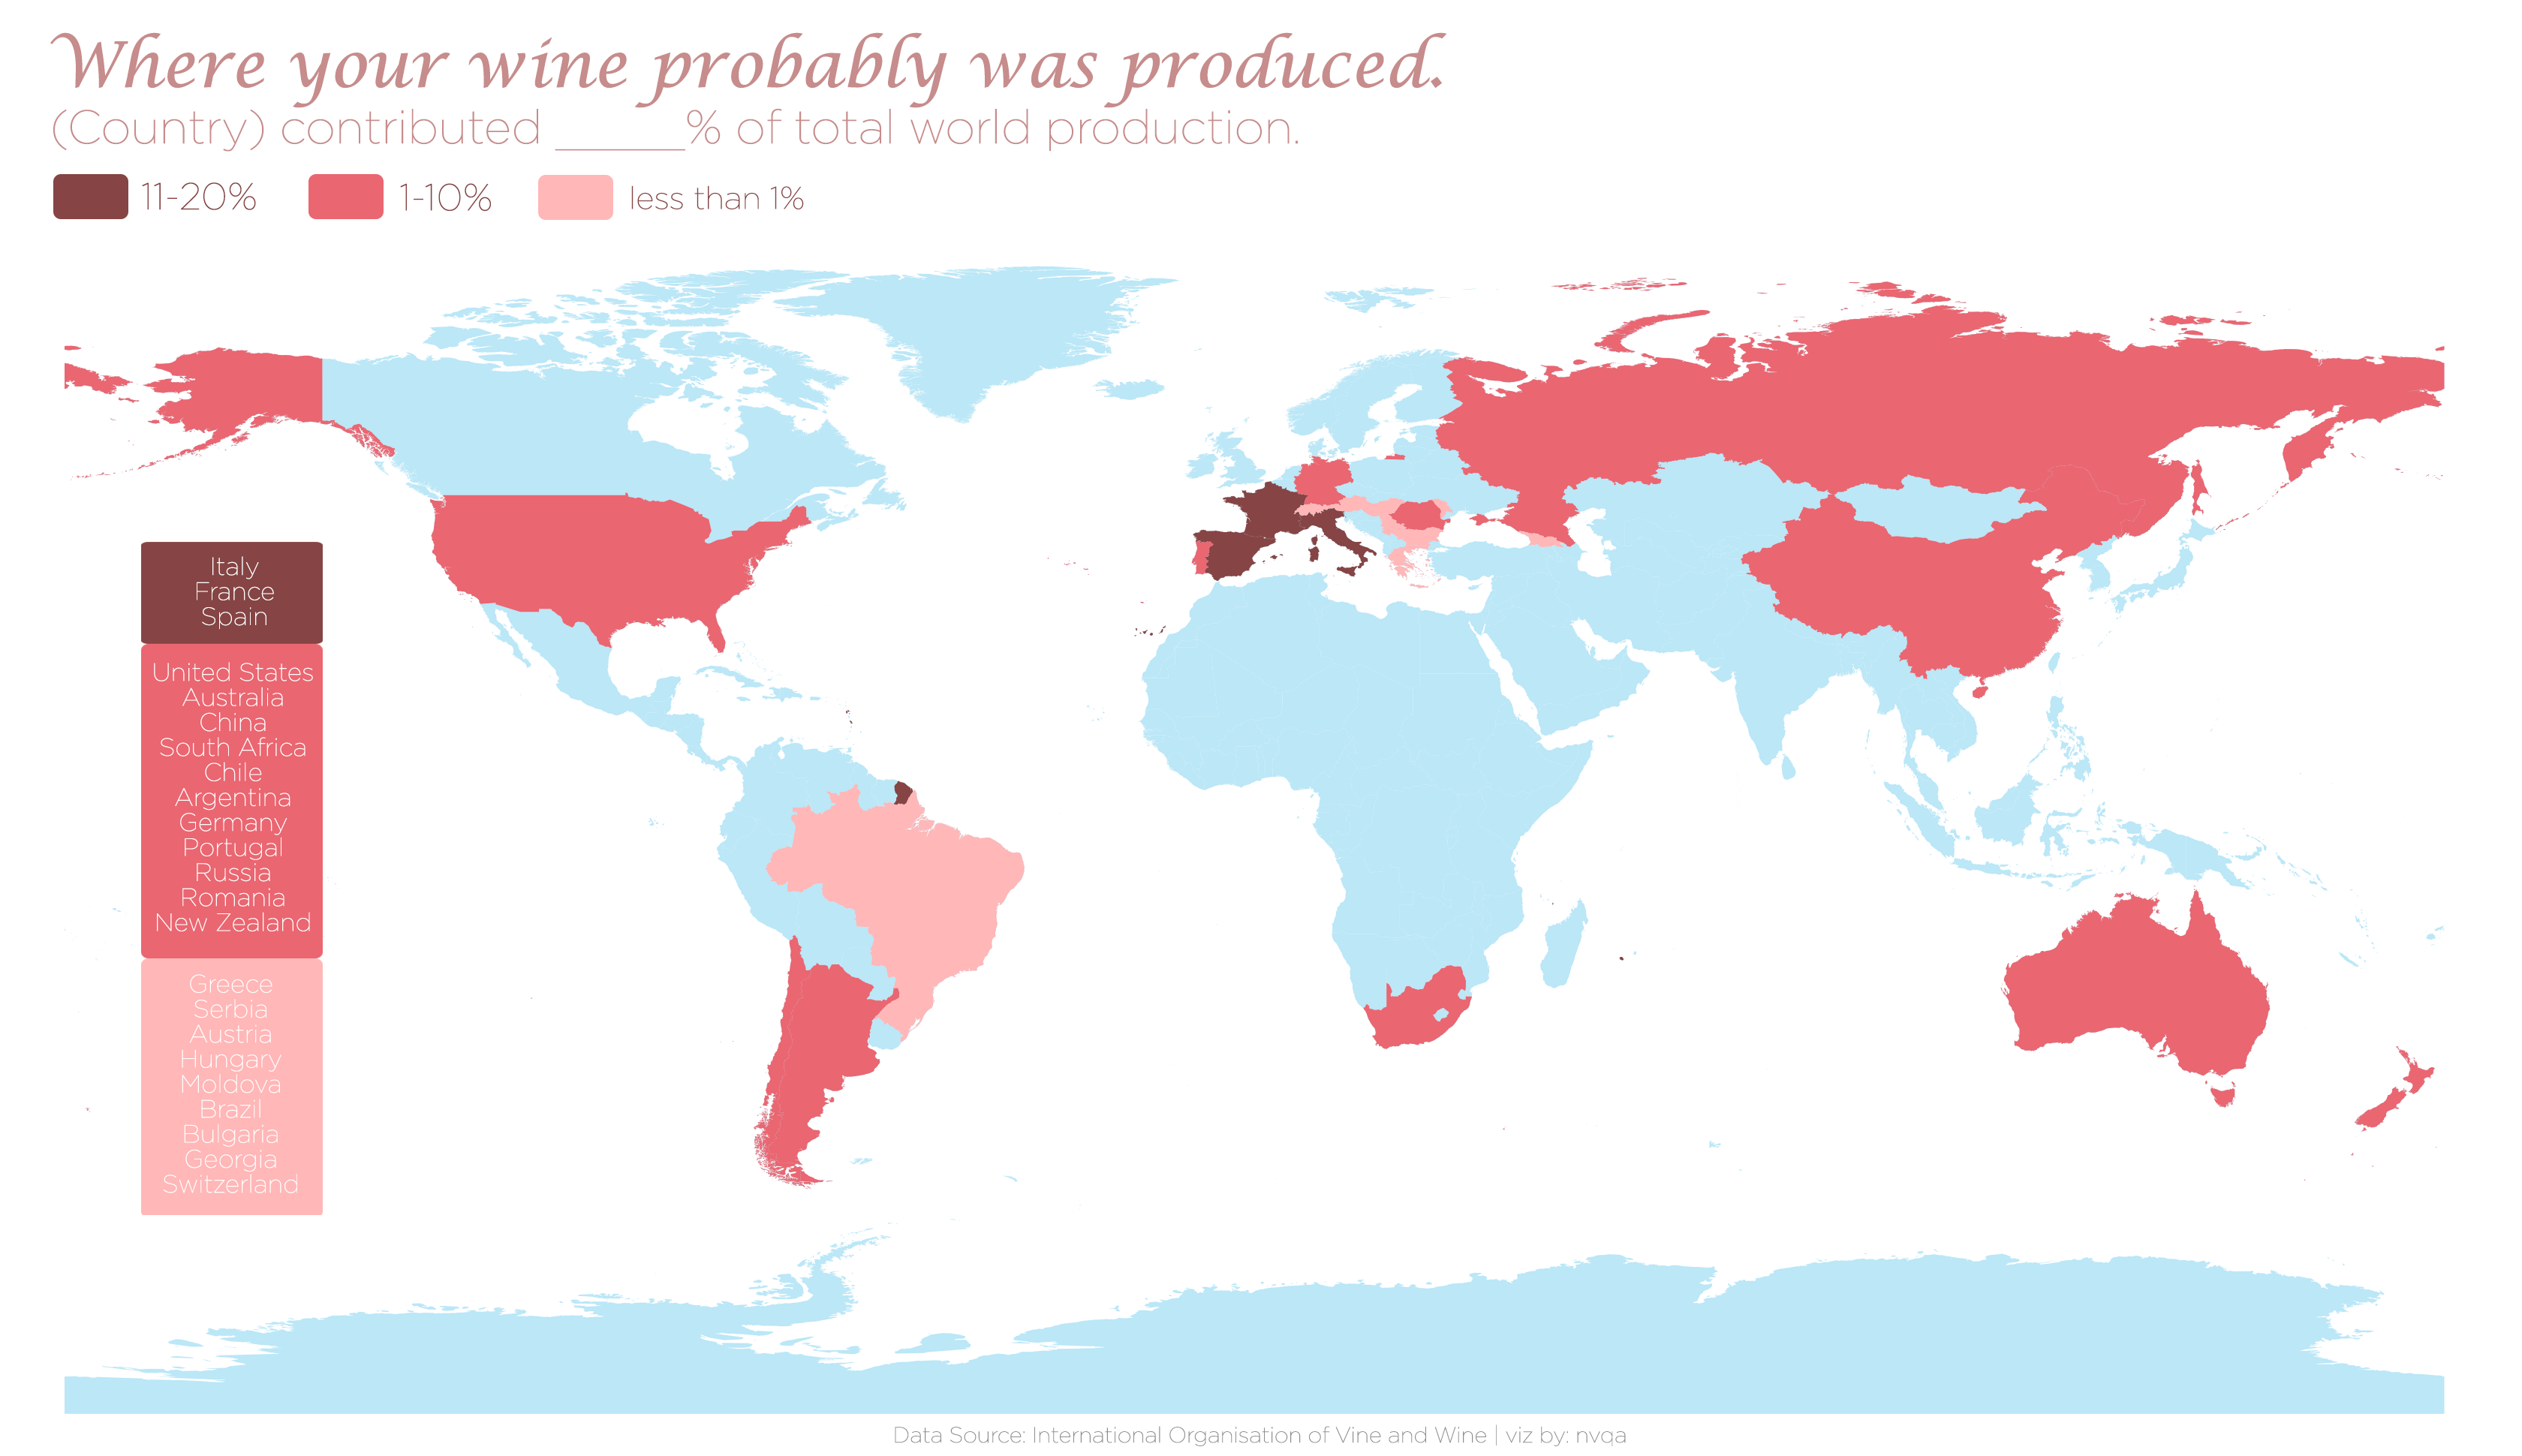 Where your wine probably was produced.
(Country) contributed _____% of total world production.
11-20%
1-10%
less than 1%
Italy
France
Spain
United States
Australia
China
South Africa
Chile
Argentina
Germany
Portugal
Russia
Romania
New Zealand
Greece
Serbia
Austria
Hungary
Moldova
Brazil
Bulgaria
Georgia
Switzerland
Data Source: International Organisation of Vine and Wine | viz by: nvqa